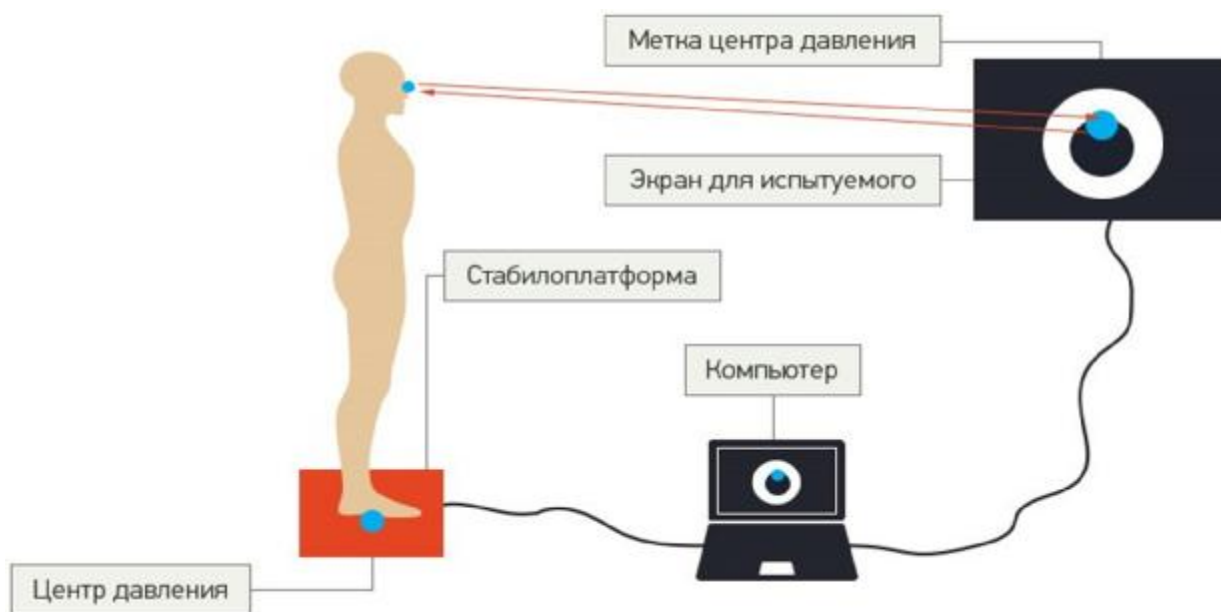 Метка центра давления
Экран для испытуемого
Стабилоплатформа
Компьютер
Центр давления